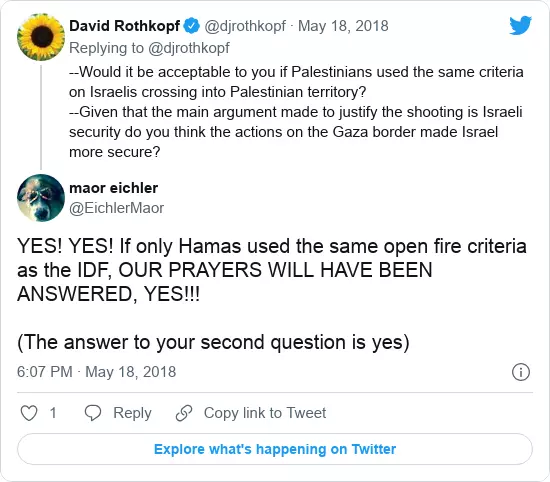 David Rothkopf @djrothkopf · May 18, 2018
Replying to @djrothkopf
--Would it be acceptable to you if Palestinians used the same criteria
on Israelis crossing into Palestinian territory?
--Given that the main argument made to justify the shooting is Israeli
security do you think the actions on the Gaza border made Israel
more secure?
maor eichler
@EichlerMaor
YES! YES! If only Hamas used the same open fire criteria
as the IDF, OUR PRAYERS WILL HAVE BEEN
ANSWERED, YES!!!
(The answer to your second question is yes)
6:07 PM · May 18, 2018
1 Reply Copy link to Tweet
Explore what's happening on Twitter